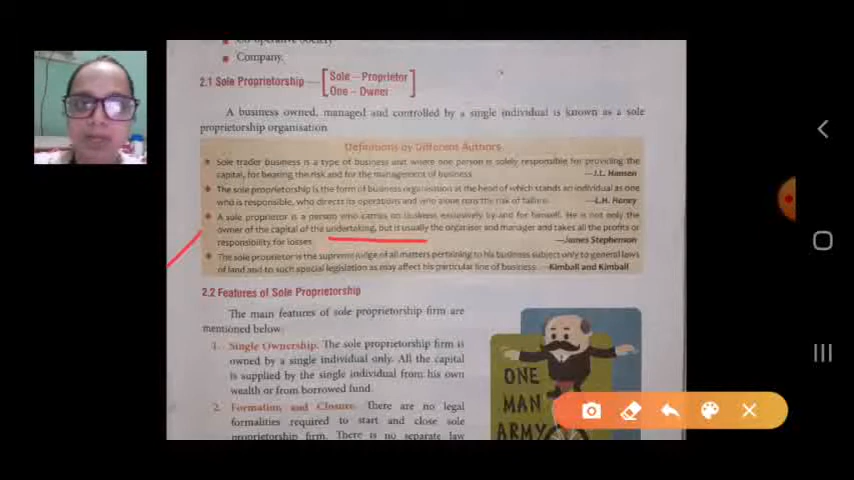 Co-operative Society
Company.
2.1 Sole Proprietorship — [Sole – Proprietor
One – Owner]
A business owned, managed and controlled by a single individual is known as a sole
proprietorship organisation
Definitions by Different Authors
Sole trader business is a type of business unit where one person is solely responsible for providing the
capital, for bearing the risk and for the management of business —J.L. Hansen
The sole proprietorship is the form of business organisation at the head of which stands an individual as one
who is responsible, who directs its operations and who alone runs the risk of failure. —L.H. Haney
A sole proprietor is a person who carries on business exclusively by and for himself. He is not only the
owner of the capital of the undertaking, but is usually the organiser and manager and takes all the profits or
responsibility for losses —James Stephenson
The sole proprietor is the supreme judge of all matters pertaining to his business subject only to general laws
of land and to such special legislation as may affect his particular line of business. —Kimball and Kimball
2.2 Features of Sole Proprietorship
The main features of sole proprietorship firm are
mentioned below:
1. Single Ownership. The sole proprietorship firm is
owned by a single individual only. All the capital
is supplied by the single individual from his own
wealth or from borrowed fund.
2. Formation and Closure. There are no legal
formalities required to start and close sole
proprietorship firm. There is no separate law
ONE
MAN
ARMY